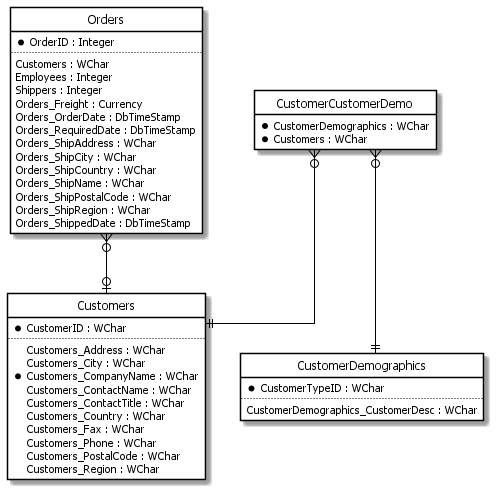 Orders
OrderID : Integer
Customers : WChar
Employees : Integer
Shippers : Integer
Orders_Freight : Currency
Orders_OrderDate : DbTimeStamp
Orders_RequiredDate : DbTimeStamp
Orders_ShipAddress : WChar
Orders_ShipCity : WChar
Orders_ShipCountry : WChar
Orders_ShipName : WChar
Orders_ShipPostalCode : WChar
Orders_ShipRegion : WChar
Orders_ShippedDate : DbTimeStamp
CustomerCustomerDemo
CustomerDemographics : WChar
Customers : WChar
Customers
CustomerID : WChar
Customers_Address : WChar
Customers_City : WChar
Customers_CompanyName : WChar
Customers_ContactName : WChar
Customers_ContactTitle : WChar
Customers_Country : WChar
Customers_Fax : WChar
Customers_Phone : WChar
Customers_PostalCode : WChar
Customers_Region : WChar
CustomerDemographics
CustomerTypeID : WChar
CustomerDemographics_CustomerDesc : WChar